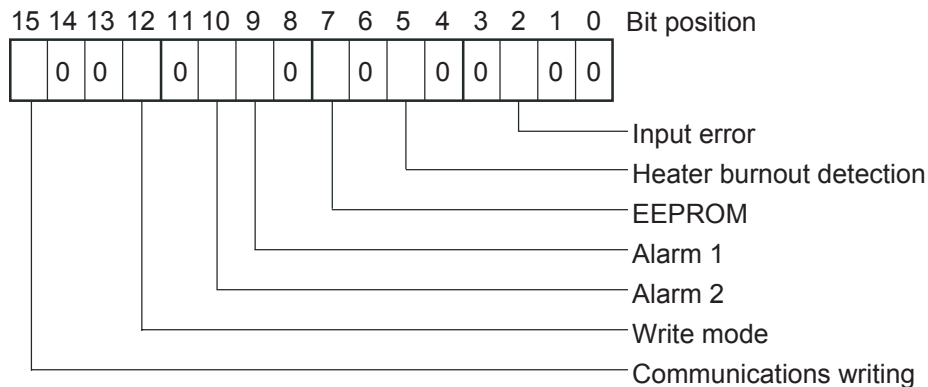 15 14 13 12 11 10 9 8 7 6 5 4 3 2 1 0 Bit position
0 0 0 0 0 0 0 0 0
Input error
Heater burnout detection
EEPROM
Alarm 1
Alarm 2
Write mode
Communications writing